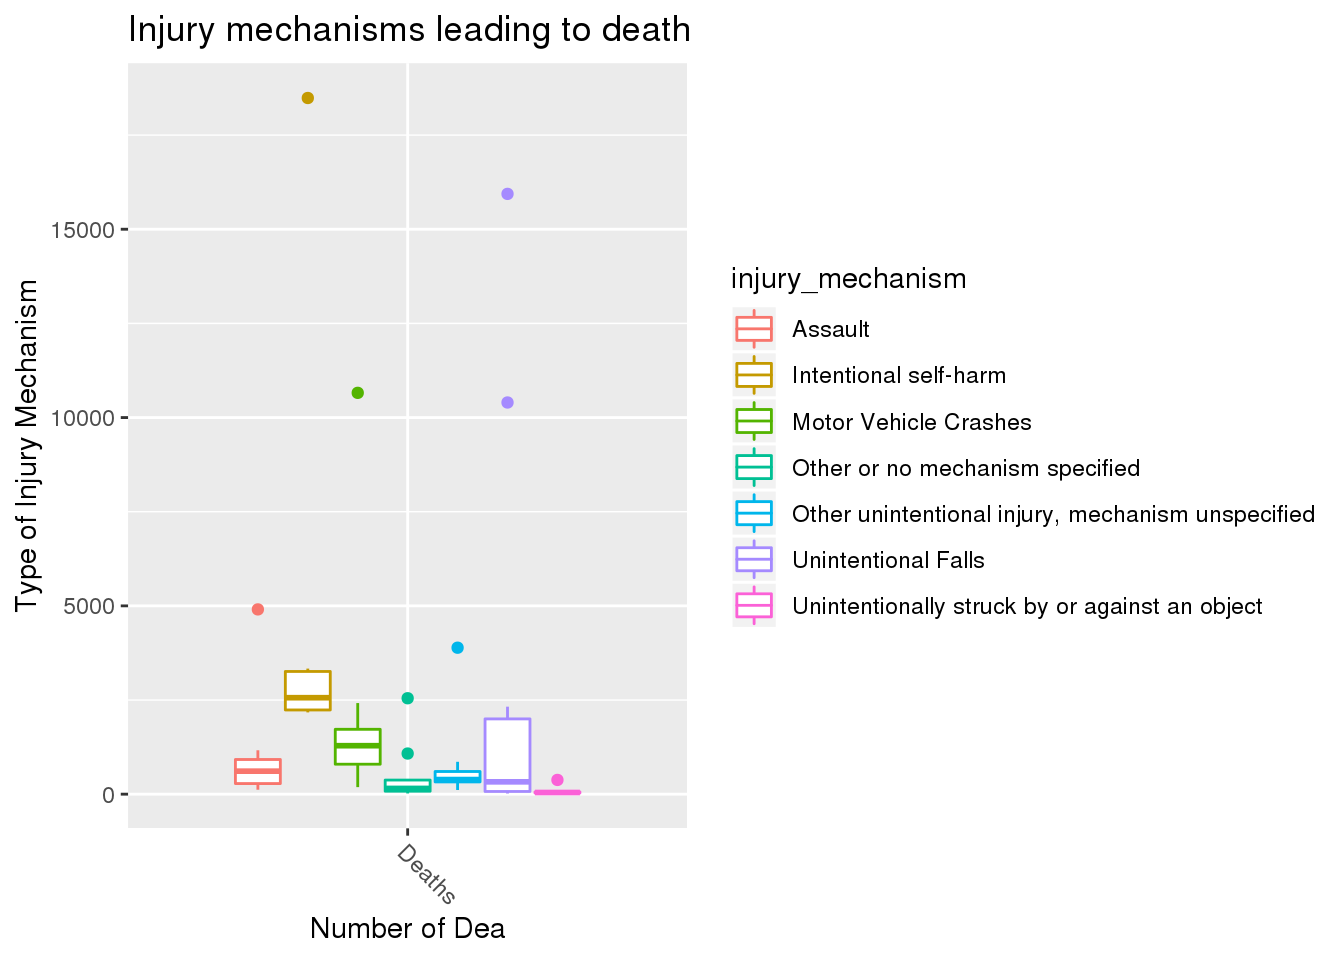 Injury mechanisms leading to death
Type of Injury Mechanism
15000
10000
5000
0
Deaths
Number of Dea
injury_mechanism
Assault
Intentional self-harm
Motor Vehicle Crashes
Other or no mechanism specified
Other unintentional injury, mechanism unspecified
Unintentional Falls
Unintentionally struck by or against an object